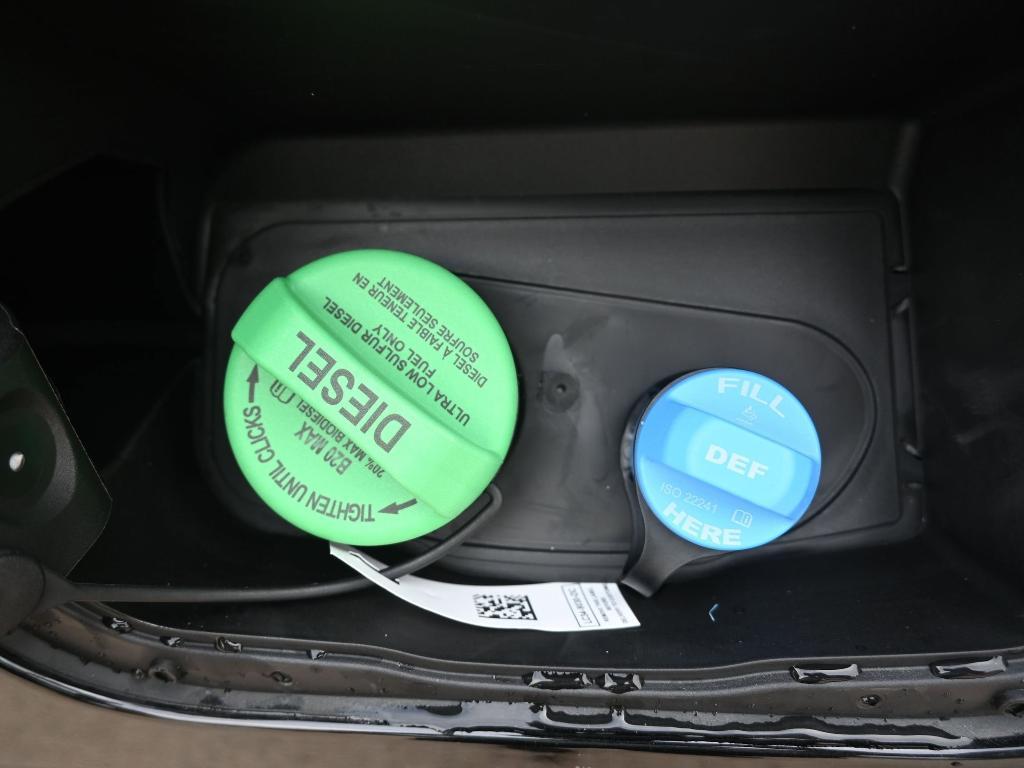 DIESEL
ULTRA LOW SULFUR DIESEL
FUEL ONLY
DIESEL À FAIBLE TENEUR EN
SOUFRE SEULEMENT
B20 MAX
20% MAX BIODIESEL
TIGHTEN UNTIL CLICKS
FILL
DEF
ISO 22241
HERE